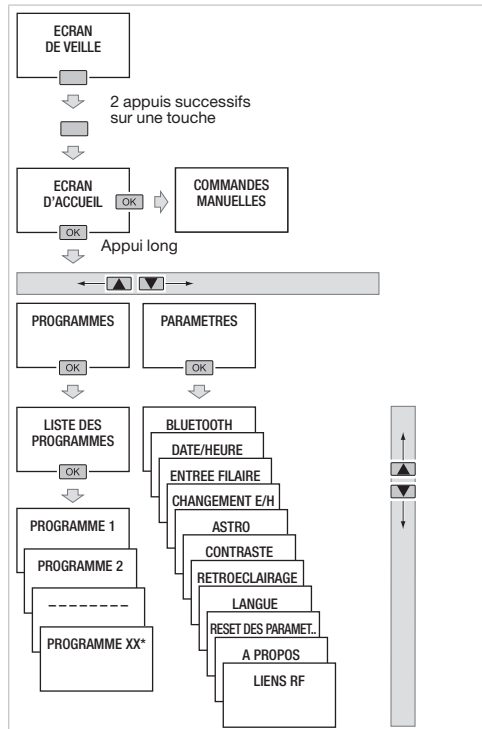 ECRAN
DE VEILLE
2 appuis successifs
sur une touche
ECRAN
D'ACCUEIL
OK
COMMANDES
MANUELLES
OK
Appui long
PROGRAMMES
PARAMETRES
OK
OK
LISTE DES
PROGRAMMES
OK
BLUETOOTH
DATE/HEURE
ENTREE FILAIRE
CHANGEMENT E/H
ASTRO
CONTRASTE
RETROECLAIRAGE
LANGUE
RESET DES PARAMET..
A PROPOS
LIENS RF
PROGRAMME 1
PROGRAMME 2
--------
PROGRAMME XX*